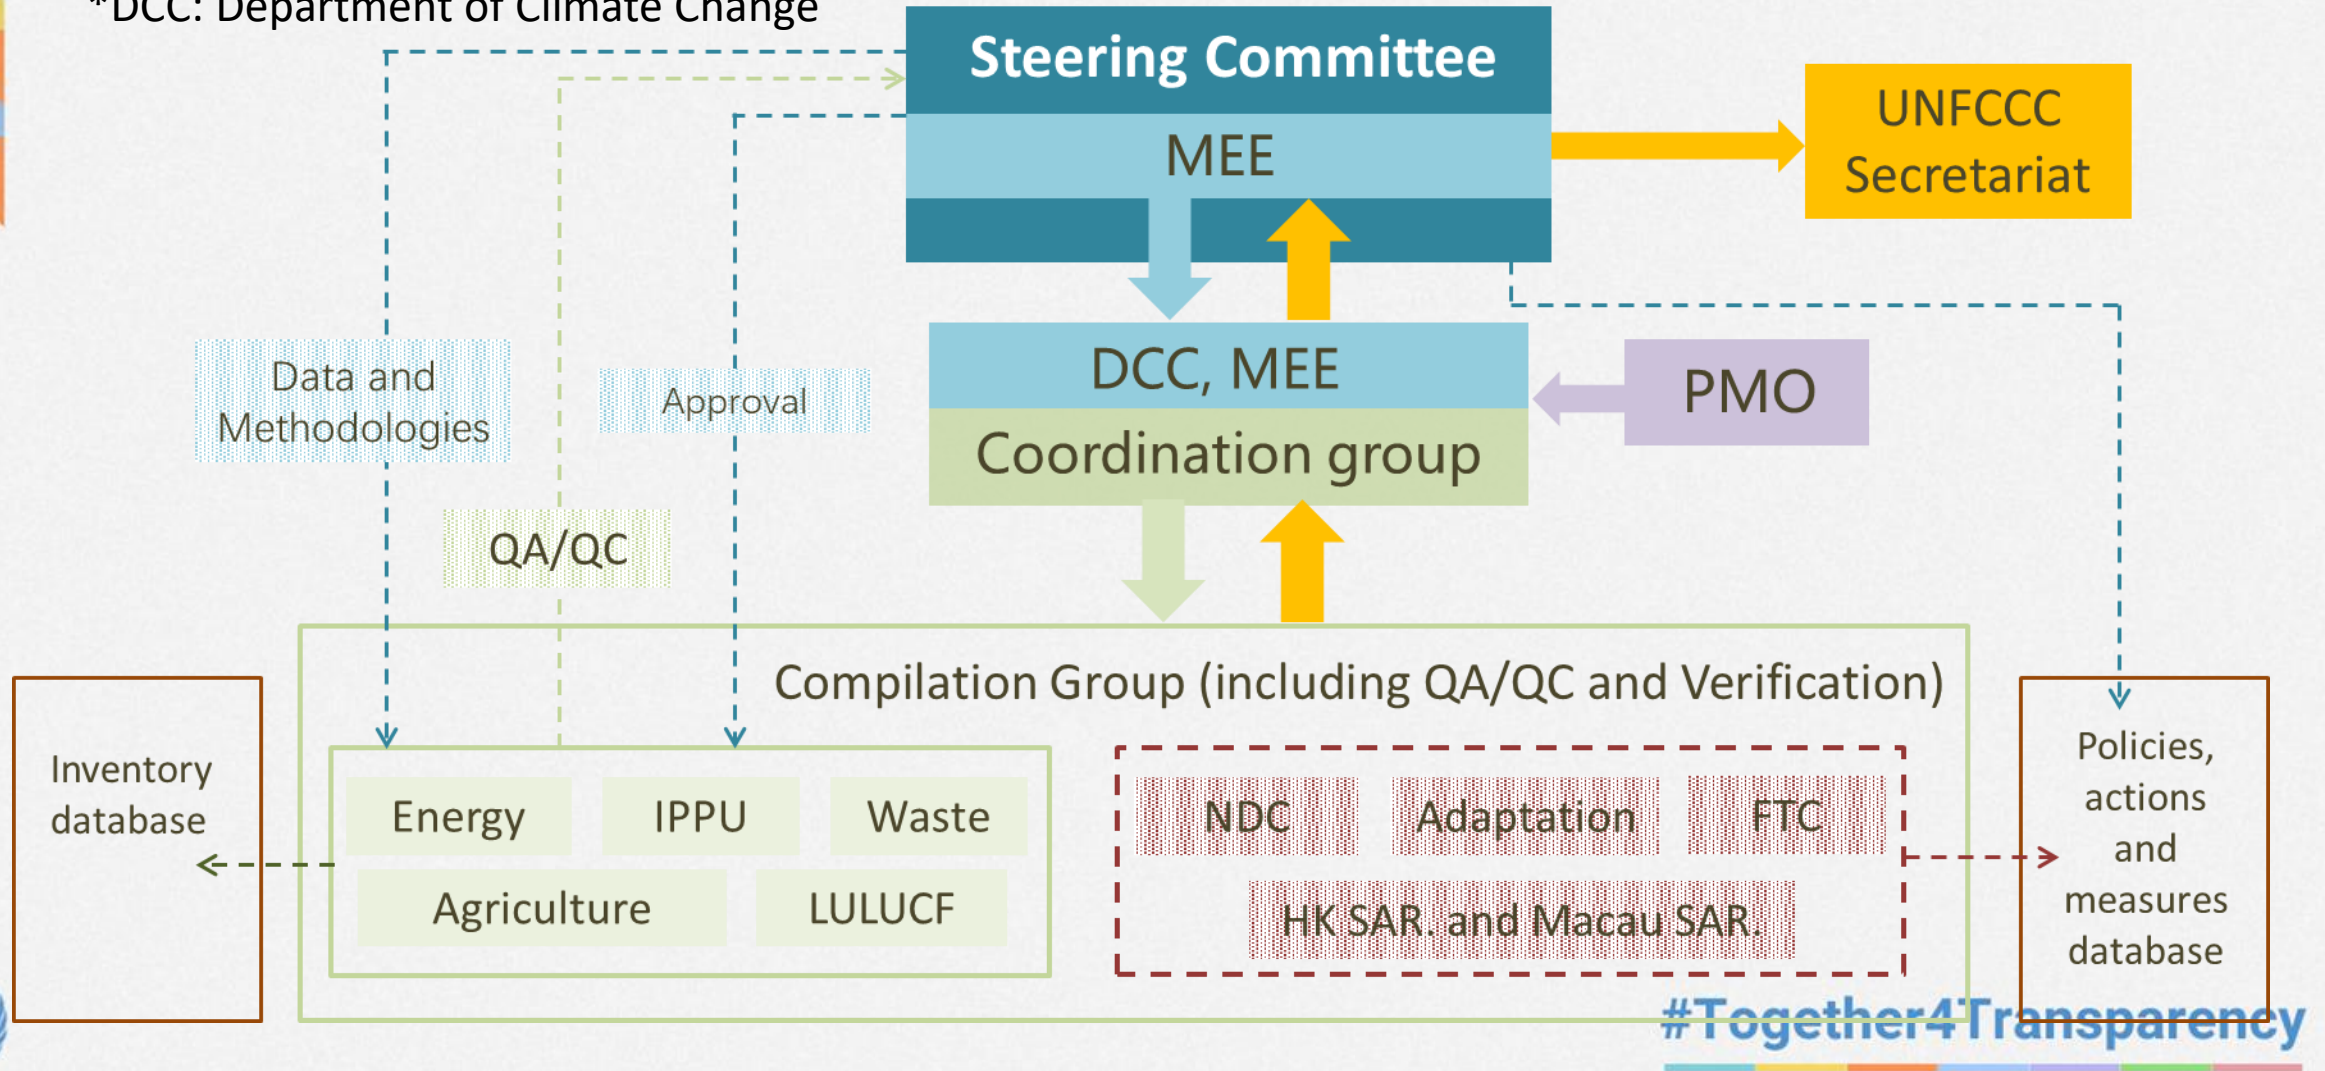 *DCC: Department of Climate Change
Steering Committee
MEE
UNFCCC
Secretariat
DCC, MEE
Coordination group
PMO
Data and
Methodologies
Approval
QA/QC
Compilation Group (including QA/QC and Verification)
Inventory
database
Energy
IPPU
Waste
Agriculture
LULUCF
NDC
Adaptation
FTC
HK SAR. and Macau SAR.
Policies,
actions
and
measures
database
#Together4Transparency